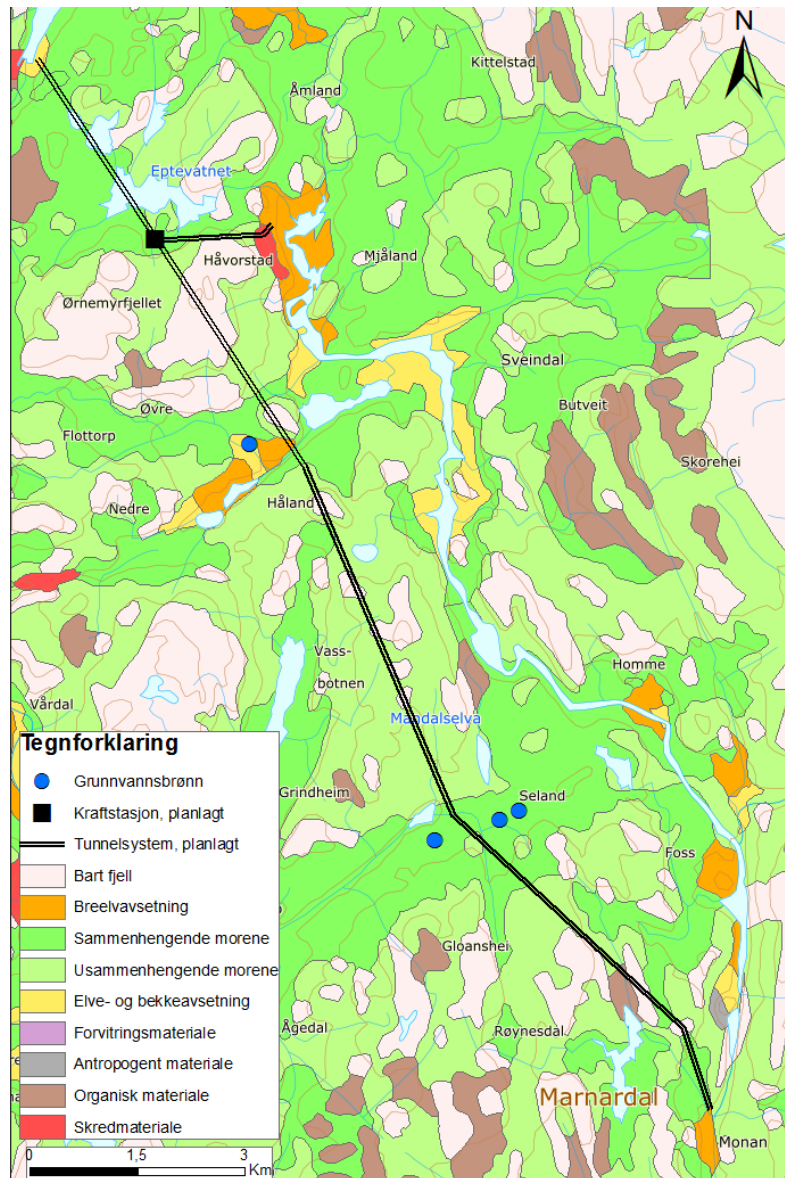 N
Kittelstad
Åmland
Eptevatnet
Håvorstad
Mjåland
Ørnemyrfjellet
Sveindal
Øvre
Butveit
Flottorp
Skorehei
Nedre
Håland
Vass-
botnen
Homme
Vårdal
Mandalselva
Tegnforklaring
Grunnvannsbrønn
Kraftstasjon, planlagt
Tunnelsystem, planlagt
Bart fjell
Breelvavsetning
Sammenhengende morene
Usammenhengende morene
Elve- og bekkeavsetning
Forvitringsmateriale
Antropogent materiale
Organisk materiale
Skredmateriale
0 1,5 3
Km
Grindheim
Seland
Foss
Gloanshei
Ågedal
Røynesdal
Marnardal
Monan